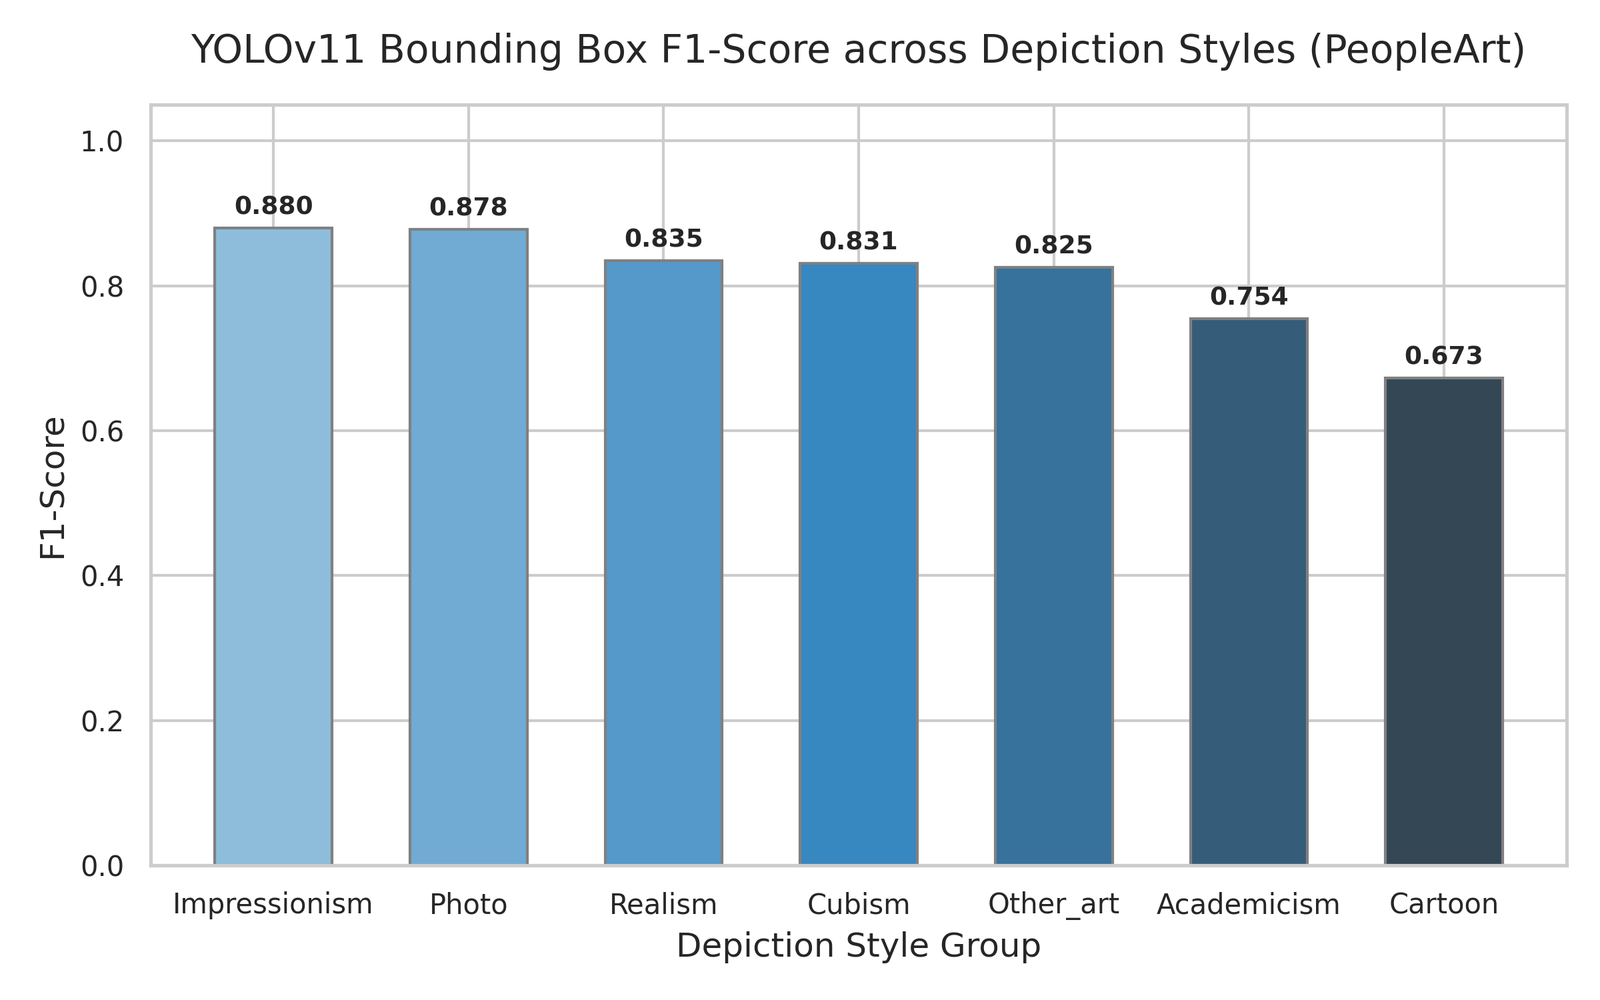 YOLOv11 Bounding Box F1-Score across Depiction Styles (PeopleArt)
1.0
0.8
0.6
0.4
0.2
0.0
F1-Score
0.880
0.878
0.835
0.831
0.825
0.754
0.673
Impressionism
Photo
Realism
Cubism
Other_art
Academicism
Cartoon
Depiction Style Group